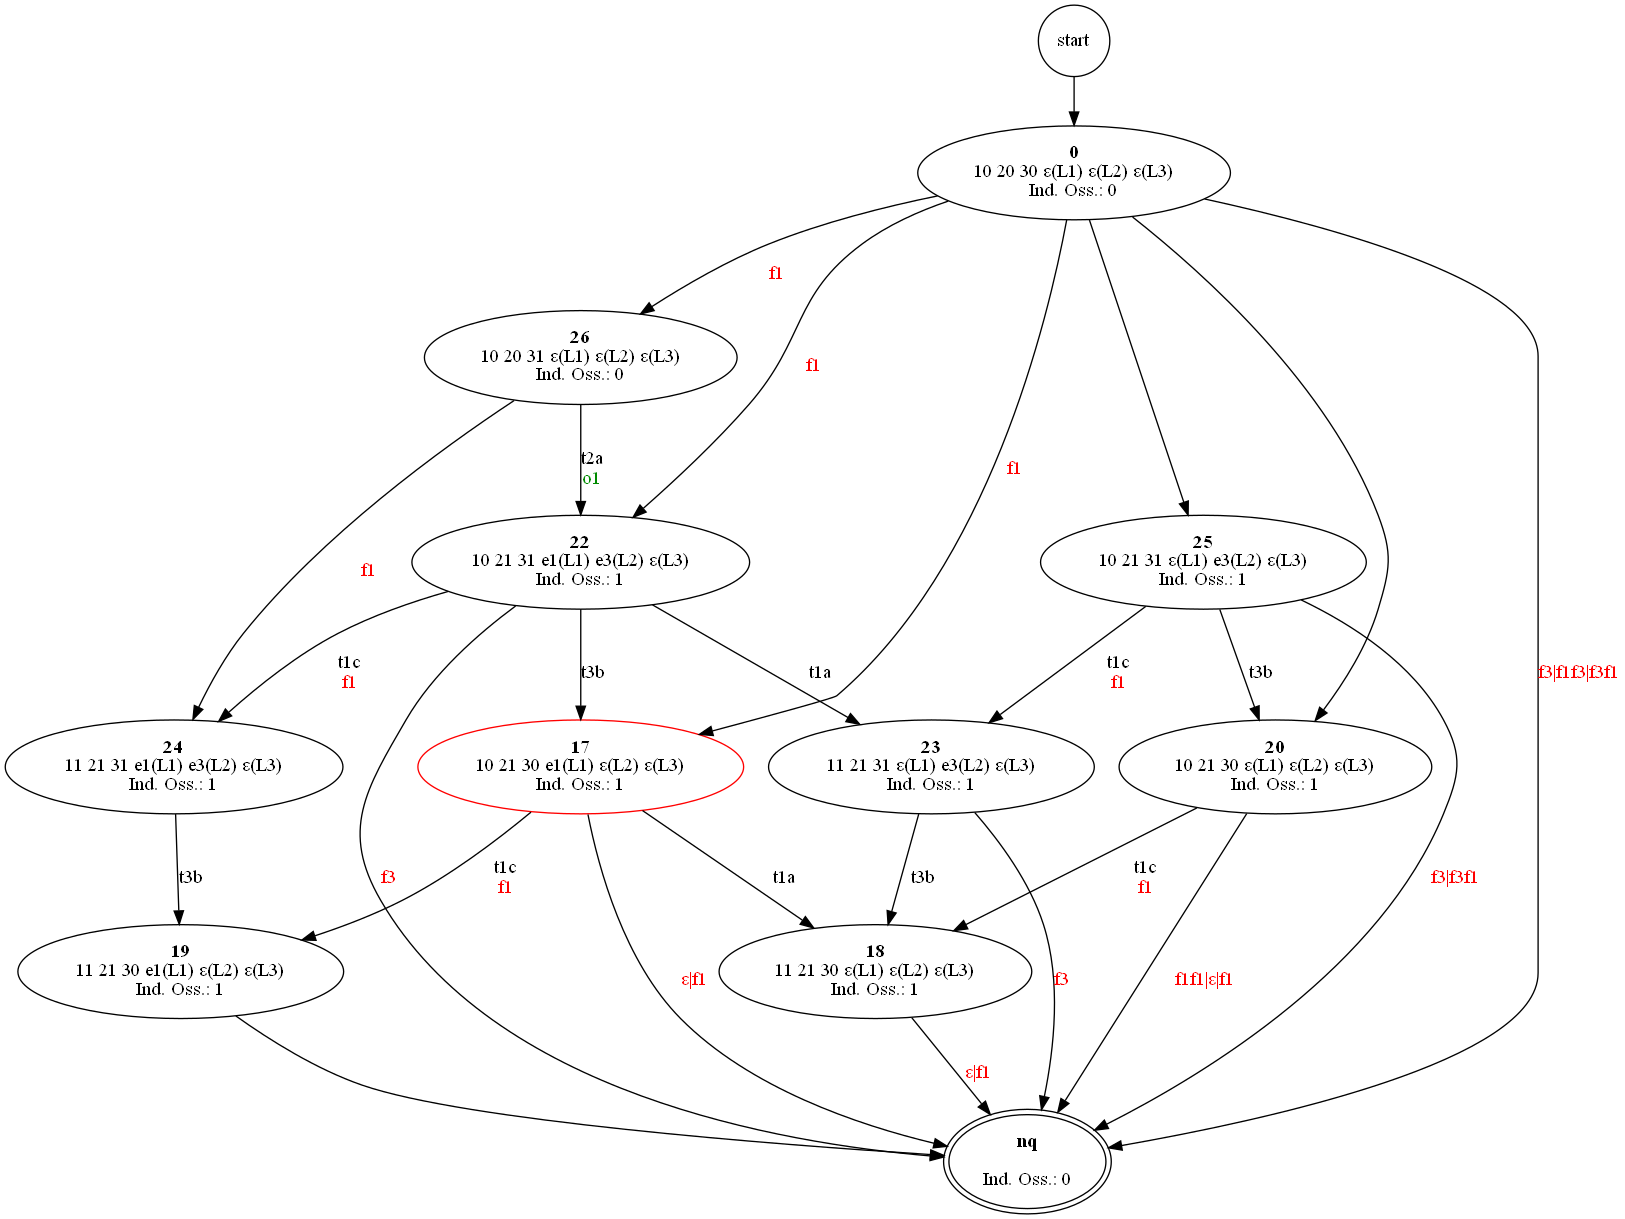 start
0
10 20 30 ε(L1) ε(L2) ε(L3)
Ind. Oss.: 0
f1
26
10 20 31 ε(L1) ε(L2) ε(L3)
Ind. Oss.: 0
f1
t2a
o1
f1
22
10 21 31 e1(L1) e3(L2) ε(L3)
Ind. Oss.: 1
25
10 21 31 ε(L1) e3(L2) ε(L3)
Ind. Oss.: 1
f1
t1c
f1
t3b
t1a
t1c
f1
t3b
f3|f1f3|f3f1
24
11 21 31 e1(L1) e3(L2) ε(L3)
Ind. Oss.: 1
17
10 21 30 e1(L1) ε(L2) ε(L3)
Ind. Oss.: 1
23
11 21 31 ε(L1) e3(L2) ε(L3)
Ind. Oss.: 1
20
10 21 30 ε(L1) ε(L2) ε(L3)
Ind. Oss.: 1
t3b
f3
t1c
f1
t1a
t3b
t1c
f1
f3|f3f1
19
11 21 30 e1(L1) ε(L2) ε(L3)
Ind. Oss.: 1
18
11 21 30 ε(L1) ε(L2) ε(L3)
Ind. Oss.: 1
ε|f1
f3
f1f1|ε|f1
ε|f1
nq
Ind. Oss.: 0